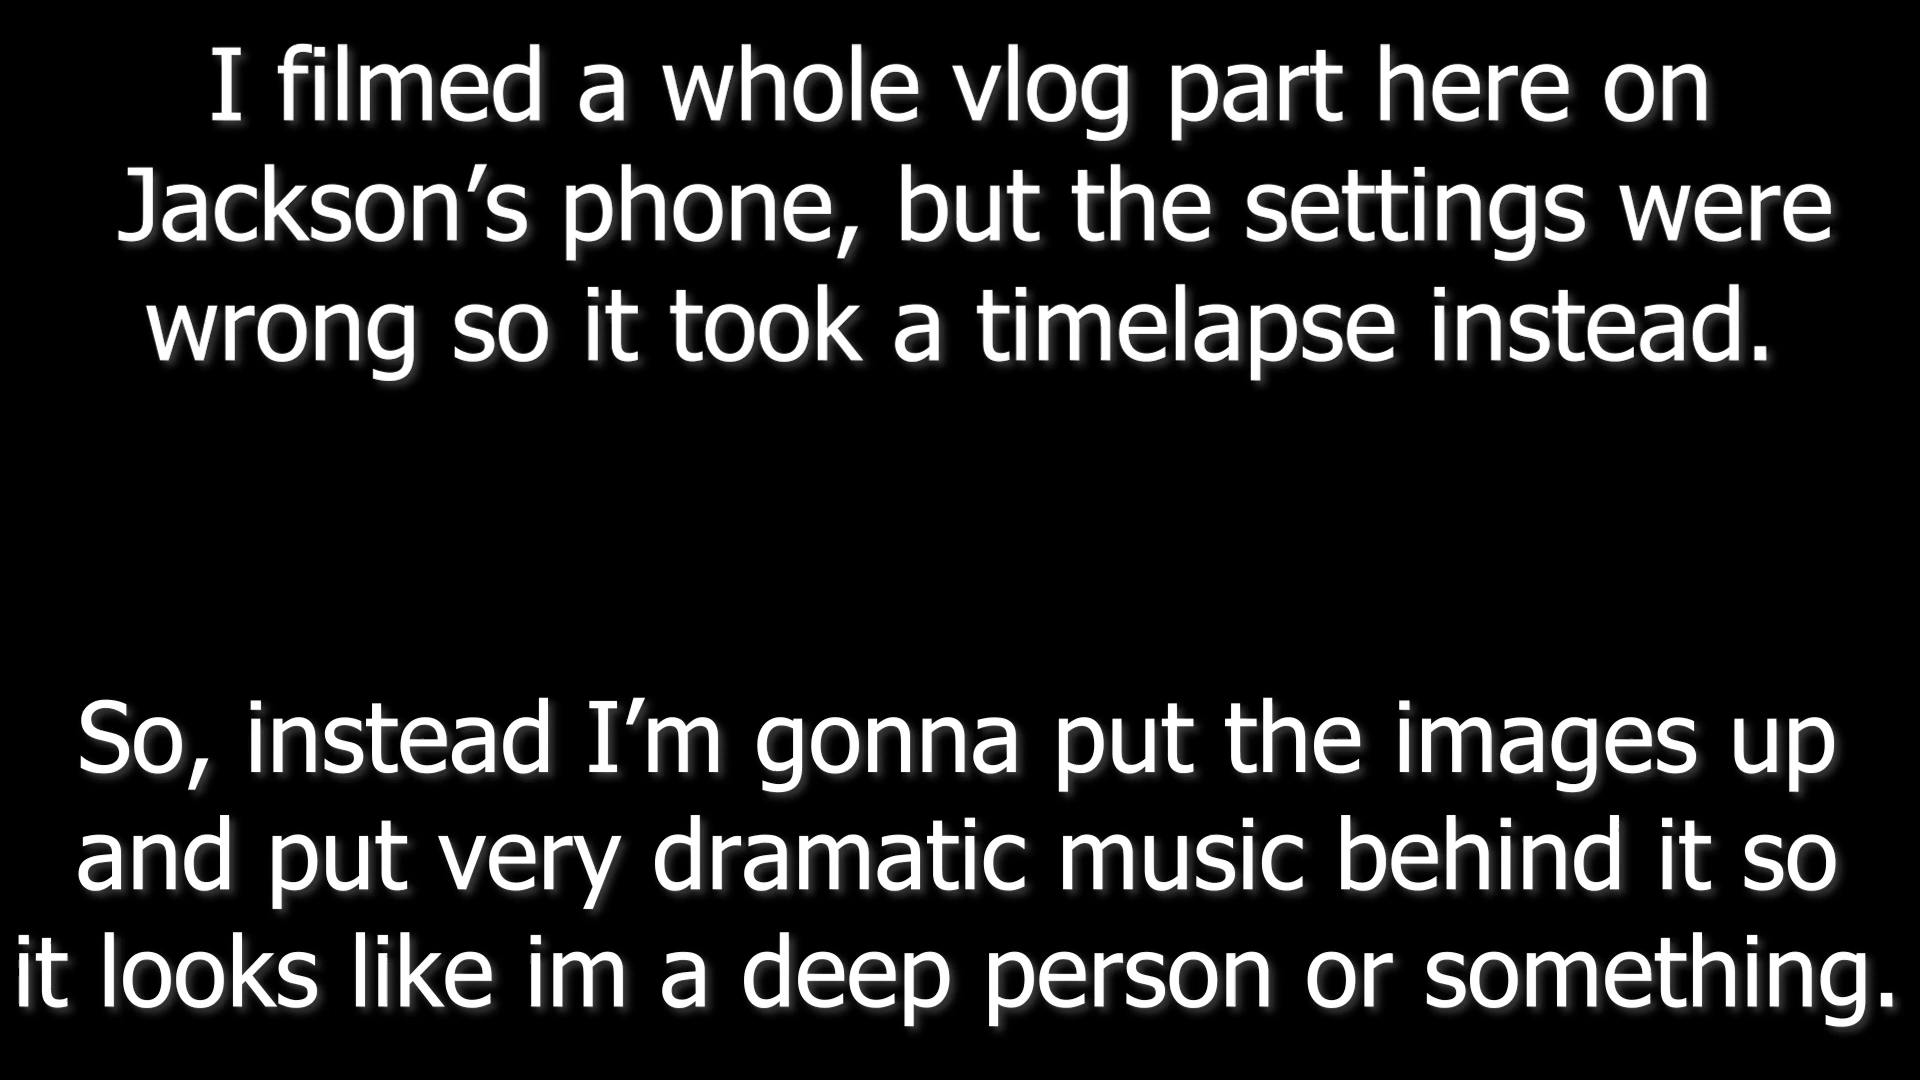 I filmed a whole vlog part here on
Jackson’s phone, but the settings were
wrong so it took a timelapse instead.
So, instead I’m gonna put the images up
and put very dramatic music behind it so
it looks like im a deep person or something.